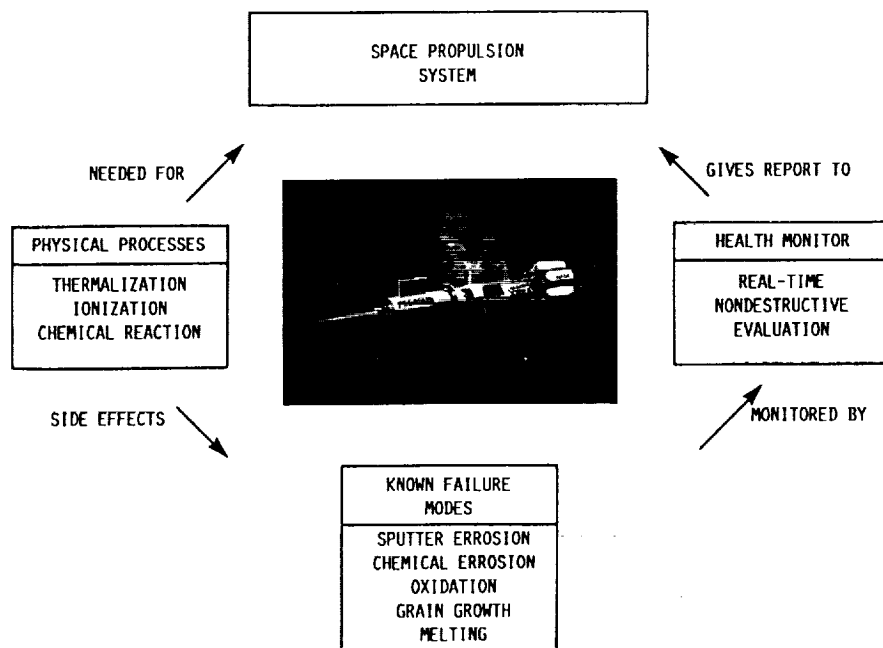 SPACE PROPULSION
SYSTEM
NEEDED FOR
GIVES REPORT TO
PHYSICAL PROCESSES
THERMALIZATION
IONIZATION
CHEMICAL REACTION
HEALTH MONITOR
REAL-TIME
NONDESTRUCTIVE
EVALUATION
SIDE EFFECTS
MONITORED BY
KNOWN FAILURE
MODES
SPUTTER ERROSION
CHEMICAL ERROSION
OXIDATION
GRAIN GROWTH
MELTING